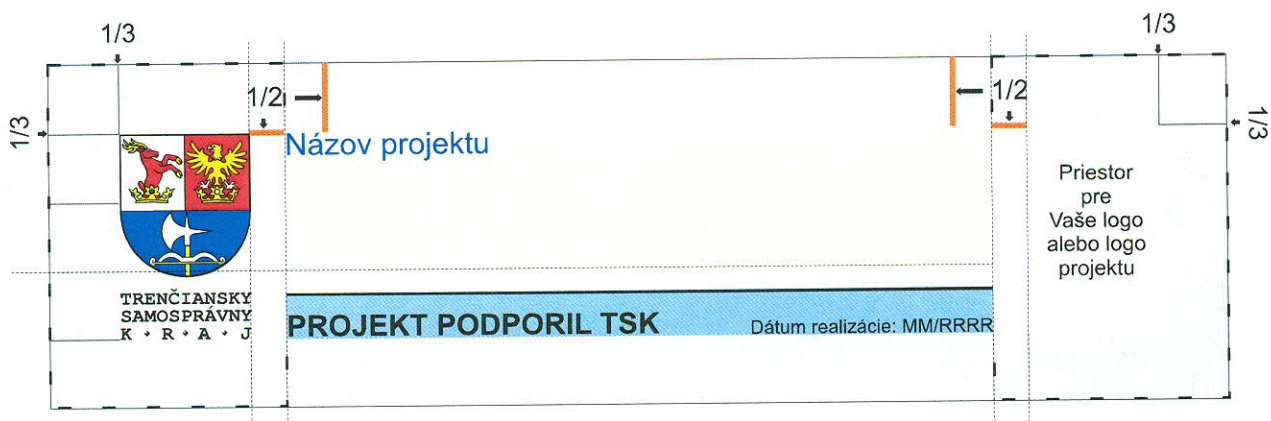 1/3
1/3
1/2
1/2
1/3
1/3
Názov projektu
Priestor
pre
Vaše logo
alebo logo
projektu
TRENČIANSKY
SAMOSPRÁVNY
K • R • A • J
PROJEKT PODPORIL TSK
Dátum realizácie: MM/RRRR